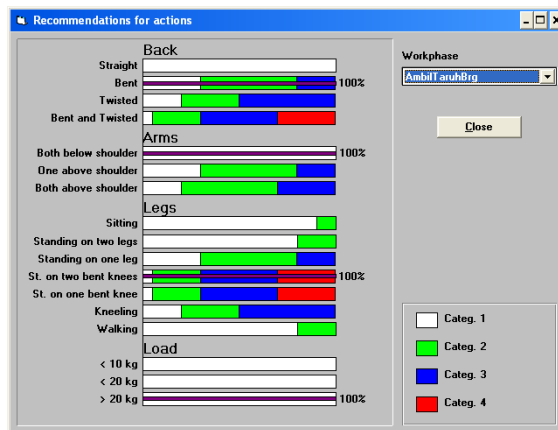 Recommendations for actions
Back
Straight
Bent 100%
Twisted
Bent and Twisted
Arms
Both below shoulder 100%
One above shoulder
Both above shoulder
Legs
Sitting
Standing on two legs
Standing on one leg
St. on two bent knees 100%
St. on one bent knee
Kneeling
Walking
Load
< 10 kg
< 20 kg
> 20 kg 100%
Workphase
AmbilTaruhBrg
Close
Categ. 1
Categ. 2
Categ. 3
Categ. 4